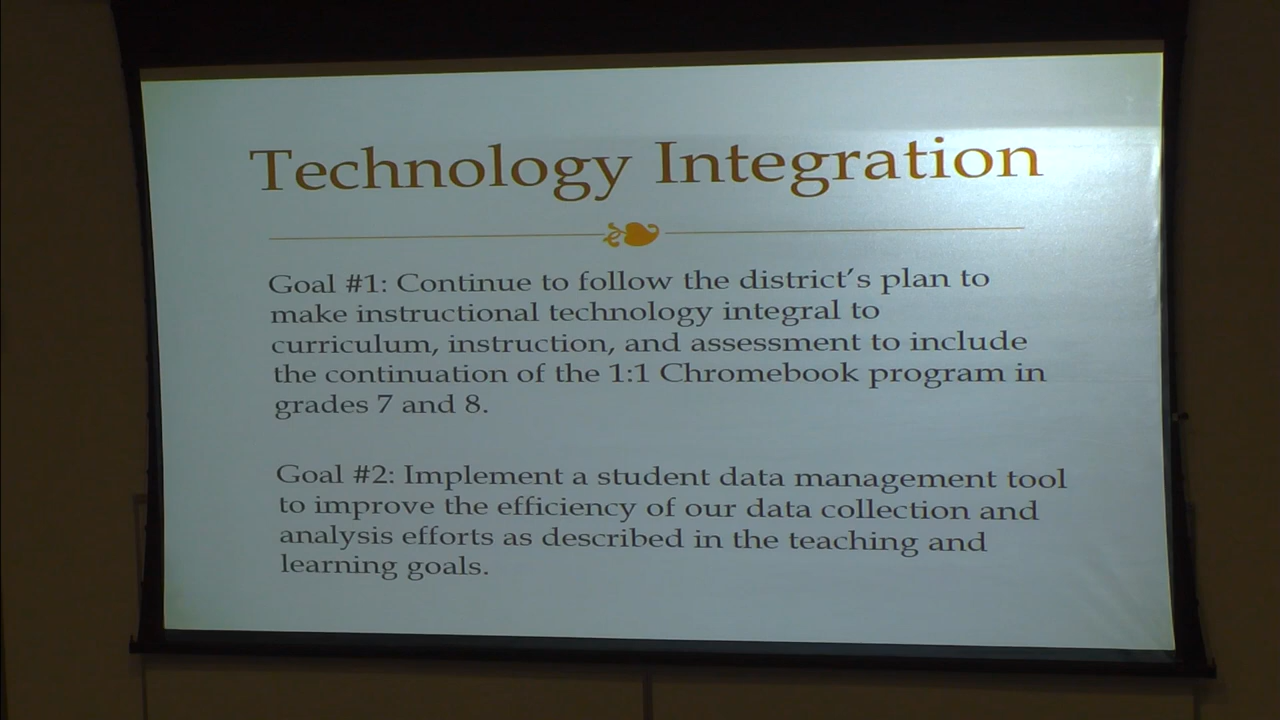 Technology Integration
Goal #1: Continue to follow the district's plan to
make instructional technology integral to
curriculum, instruction, and assessment to include
the continuation of the 1:1 Chromebook program in
grades 7 and 8.
Goal #2: Implement a student data management tool
to improve the efficiency of our data collection and
analysis efforts as described in the teaching and
learning goals.